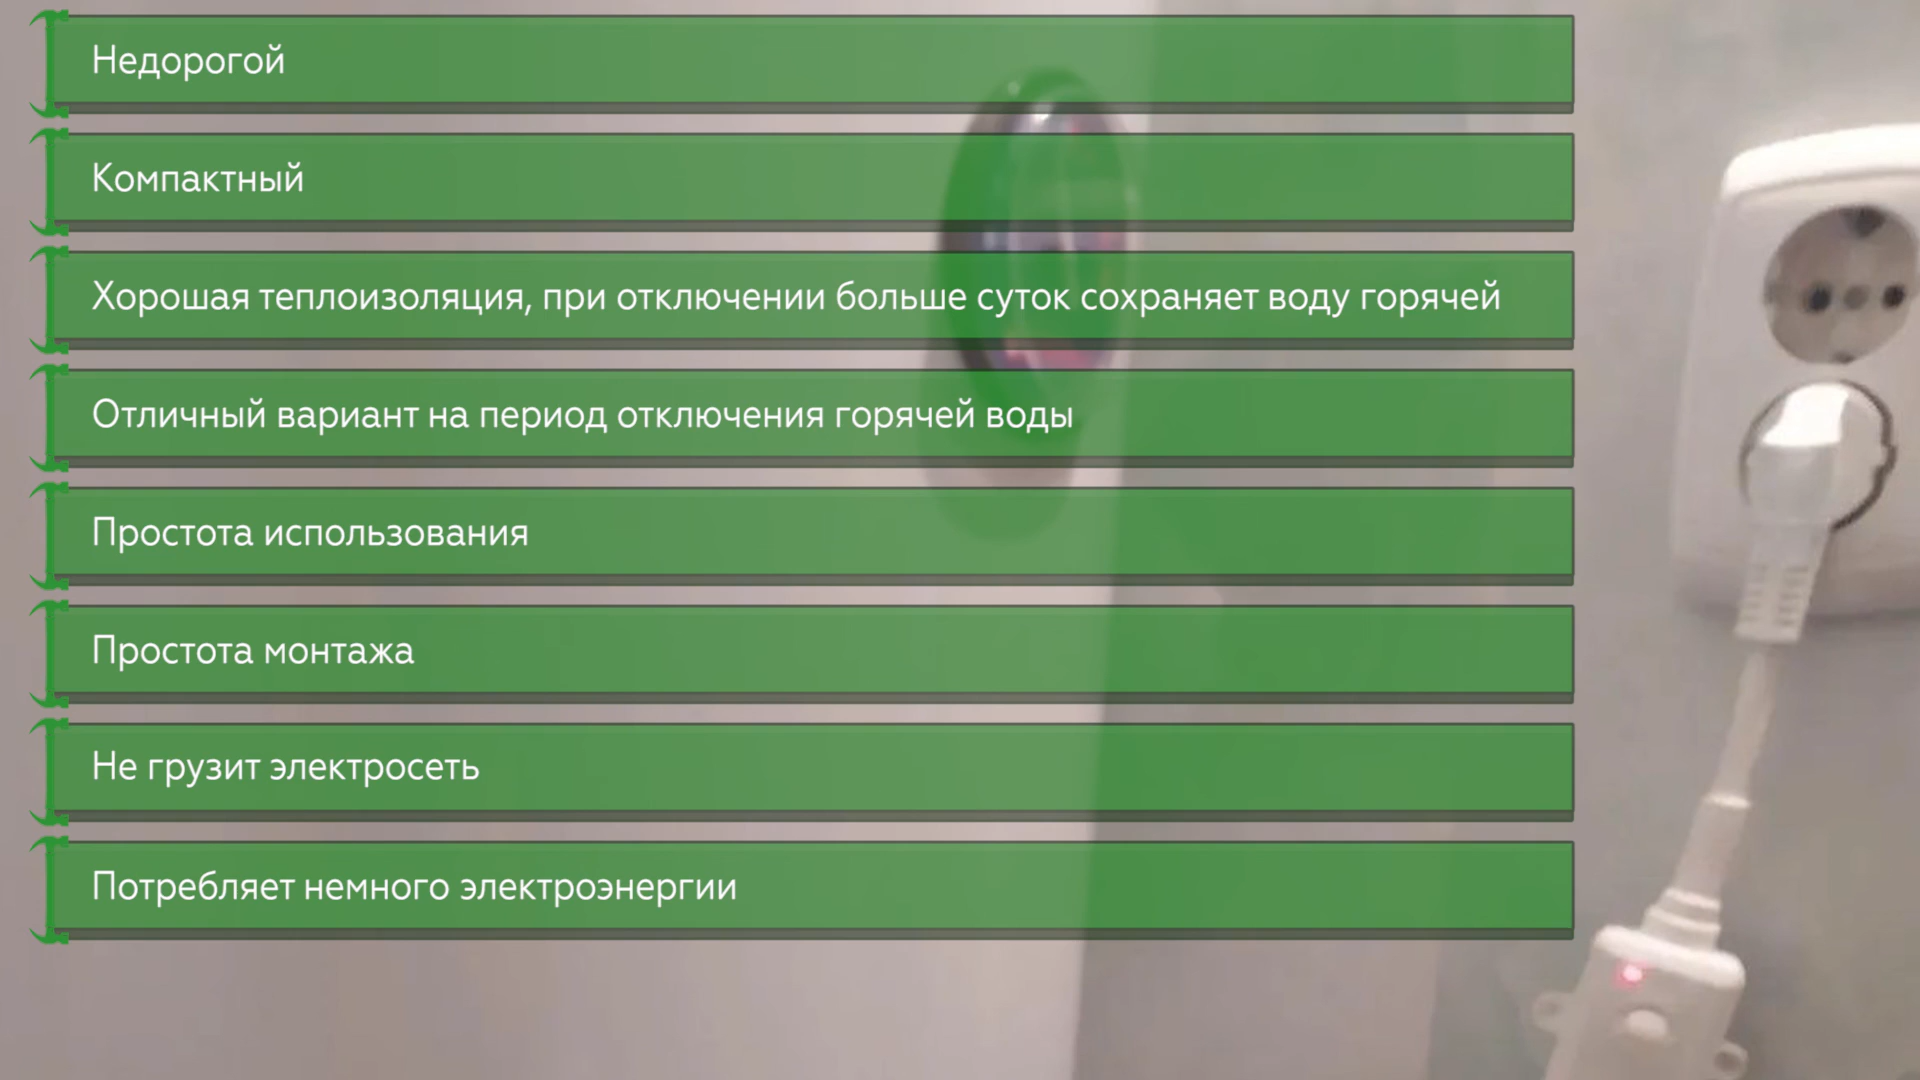 Недорогой
Компактный
Хорошая теплоизоляция, при отключении больше суток сохраняет воду горячей
Отличный вариант на период отключения горячей воды
Простота использования
Простота монтажа
Не грузит электросеть
Потребляет немного электроэнергии